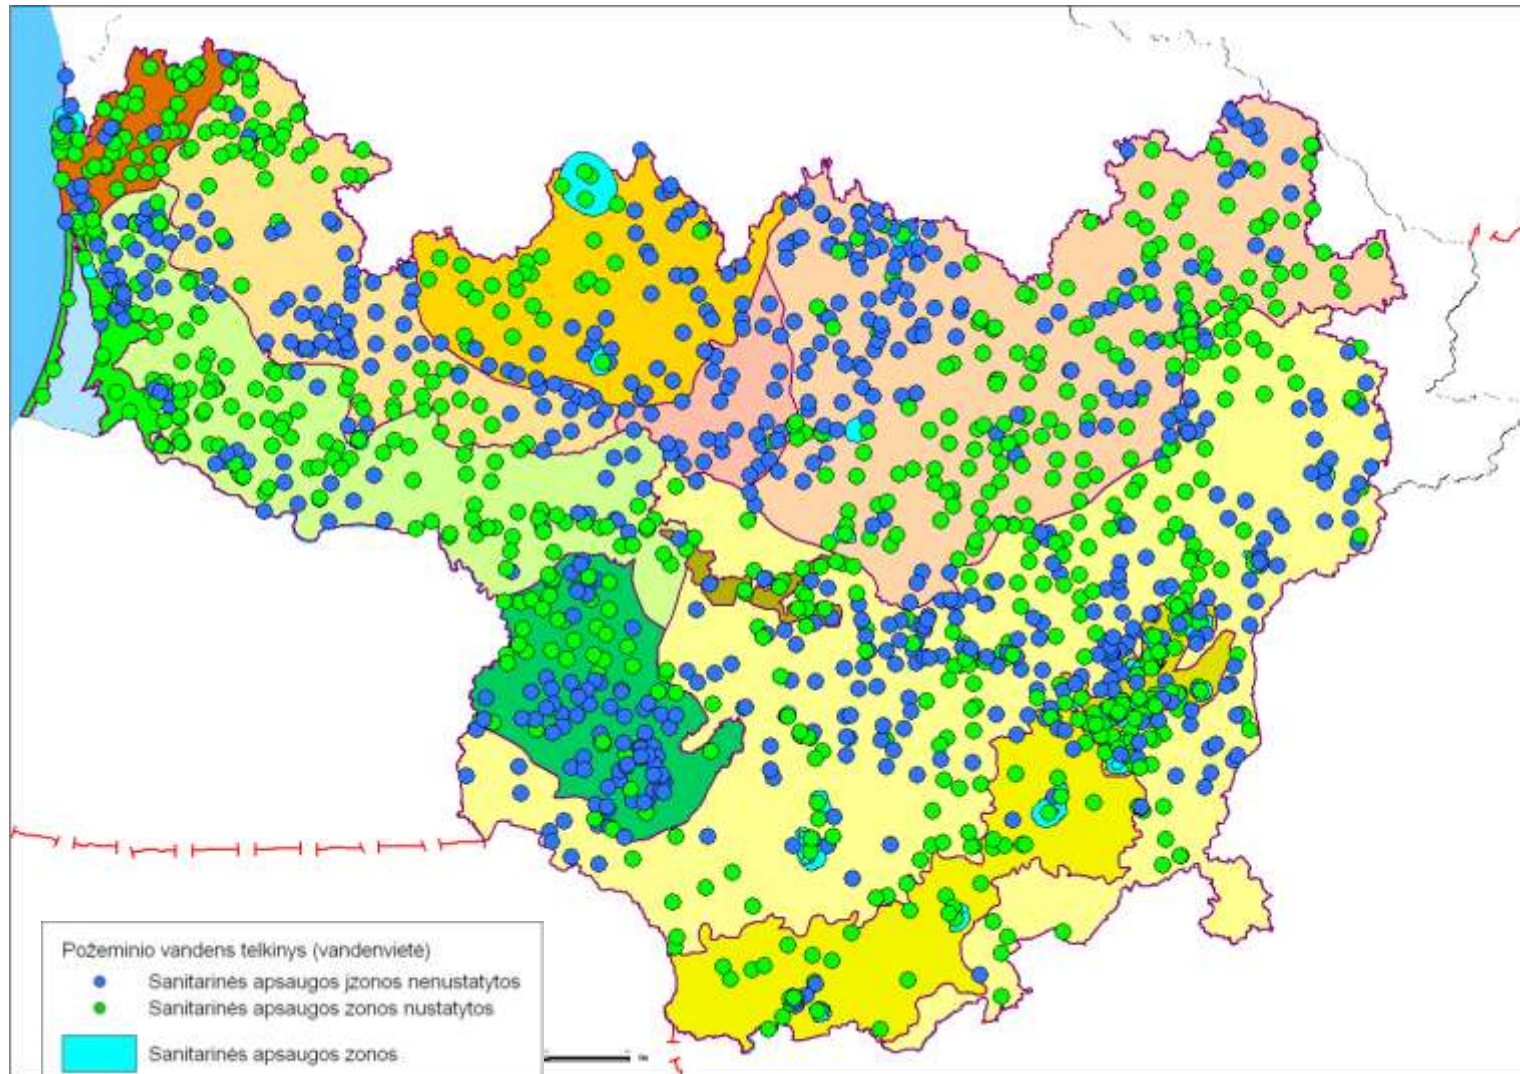 Požeminio vandens telkinys (vandenvietė)
Sanitarinės apsaugos įzonos nenustatytos
Sanitarinės apsaugos zonos nustatytos
Sanitarinės apsaugos zonos